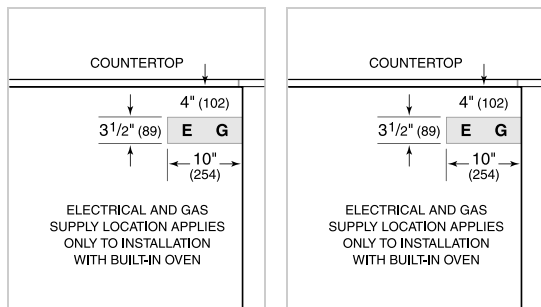 COUNTERTOP
4" (102)
3 1/2" (89)
E G
10"
(254)
ELECTRICAL AND GAS
SUPPLY LOCATION APPLIES
ONLY TO INSTALLATION
WITH BUILT-IN OVEN
COUNTERTOP
4" (102)
3 1/2" (89)
E G
10"
(254)
ELECTRICAL AND GAS
SUPPLY LOCATION APPLIES
ONLY TO INSTALLATION
WITH BUILT-IN OVEN